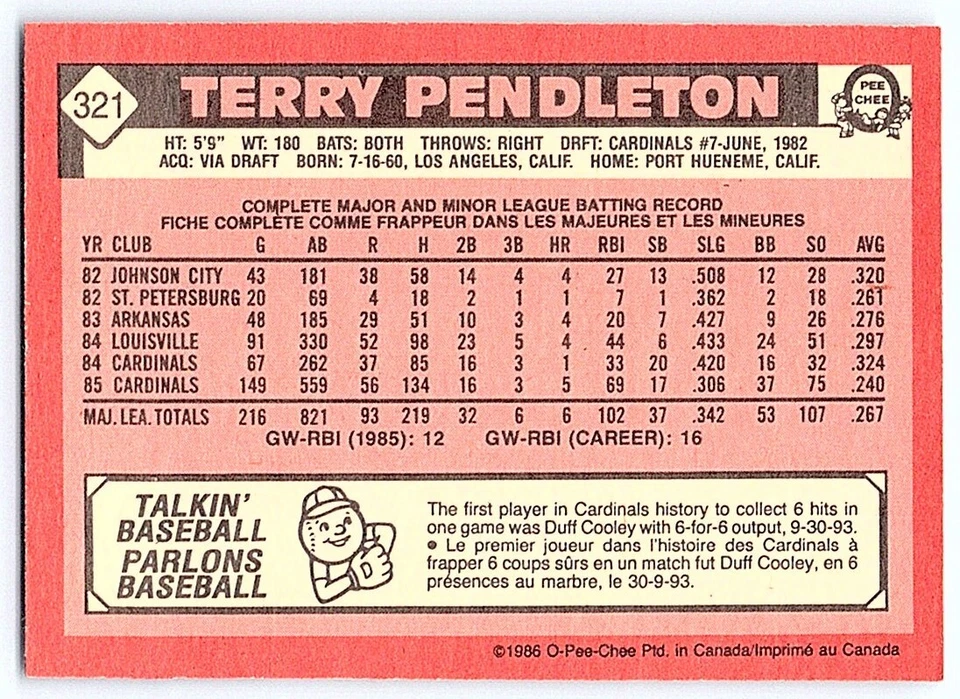 321
TERRY PENDLETON
PEE
CHEE
HT: 5'9" WT: 180 BATS: BOTH THROWS: RIGHT DRFT: CARDINALS #7-JUNE, 1982
ACQ: VIA DRAFT BORN: 7-16-60, LOS ANGELES, CALIF. HOME: PORT HUENEME, CALIF.
COMPLETE MAJOR AND MINOR LEAGUE BATTING RECORD
FICHE COMPLÈTE COMME FRAPPEUR DANS LES MAJEURES ET LES MINEURES
YR CLUB G AB R H 2B 3B HR RBI SB SLG BB SO AVG
82 JOHNSON CITY 43 181 38 58 14 4 4 27 13 .508 12 28 .320
82 ST. PETERSBURG 20 69 4 18 2 1 1 7 1 .362 2 18 .261
83 ARKANSAS 48 185 29 51 10 3 4 20 7 .427 9 26 .276
84 LOUISVILLE 91 330 52 98 23 5 4 44 6 .433 24 51 .297
84 CARDINALS 67 262 37 85 16 3 1 33 20 .420 16 32 .324
85 CARDINALS 149 559 56 134 16 3 5 69 17 .306 37 75 .240
MAJ. LEA. TOTALS 216 821 93 219 32 6 6 102 37 .342 53 107 .267
GW-RBI (1985): 12 GW-RBI (CAREER): 16
TALKIN'
BASEBALL
PARLONS
BASEBALL
The first player in Cardinals history to collect 6 hits in
one game was Duff Cooley with 6-for-6 output, 9-30-93.
• Le premier joueur dans l'histoire des Cardinals à
frapper 6 coups sûrs en un match fut Duff Cooley, en 6
présences au marbre, le 30-9-93.
©1986 O-Pee-Chee Ptd. in Canada/Imprimé au Canada